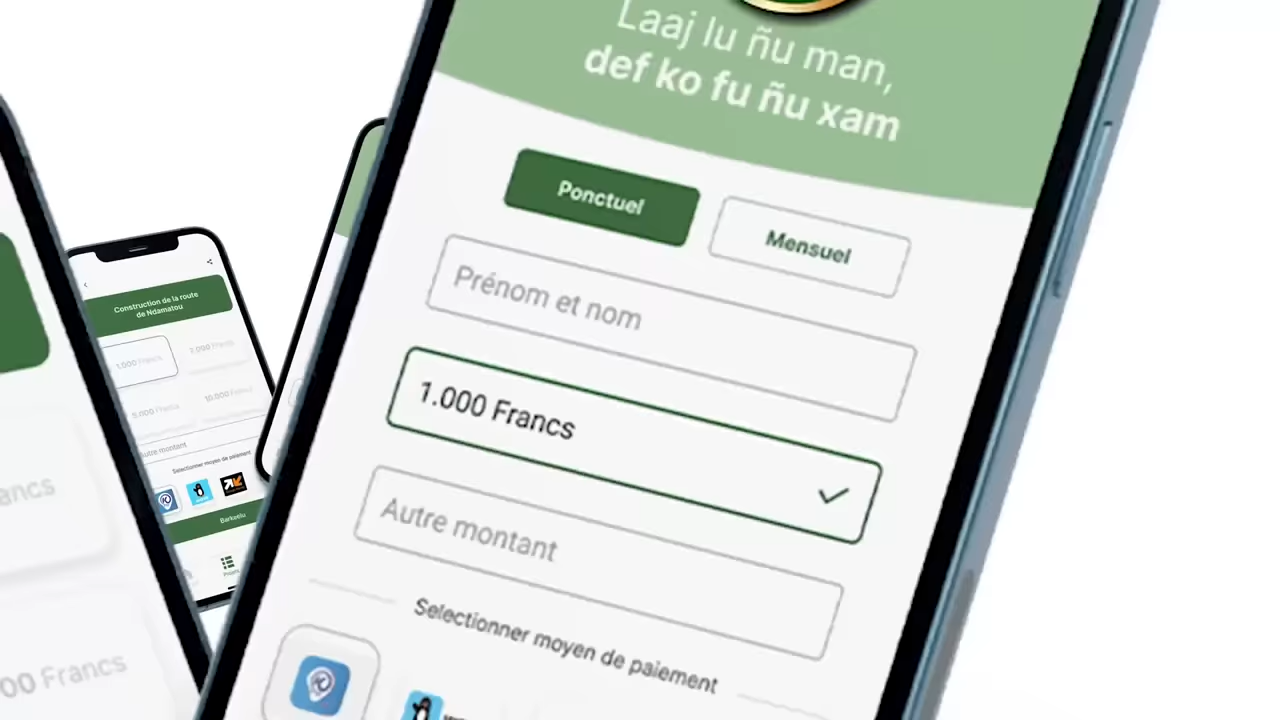 Laaj lu ñu man,
def ko fu ñu xam
Ponctuel
Mensuel
Prénom et nom
1.000 Francs
Autre montant
Selectionner moyen de paiement
Construction de la route
de Ndamatou
1.000 Francs
2.000 Francs
5.000 Francs
10.000 Francs
Autre montant
Selectionner moyen de paiement
Barkeelu
ancs
00 Francs